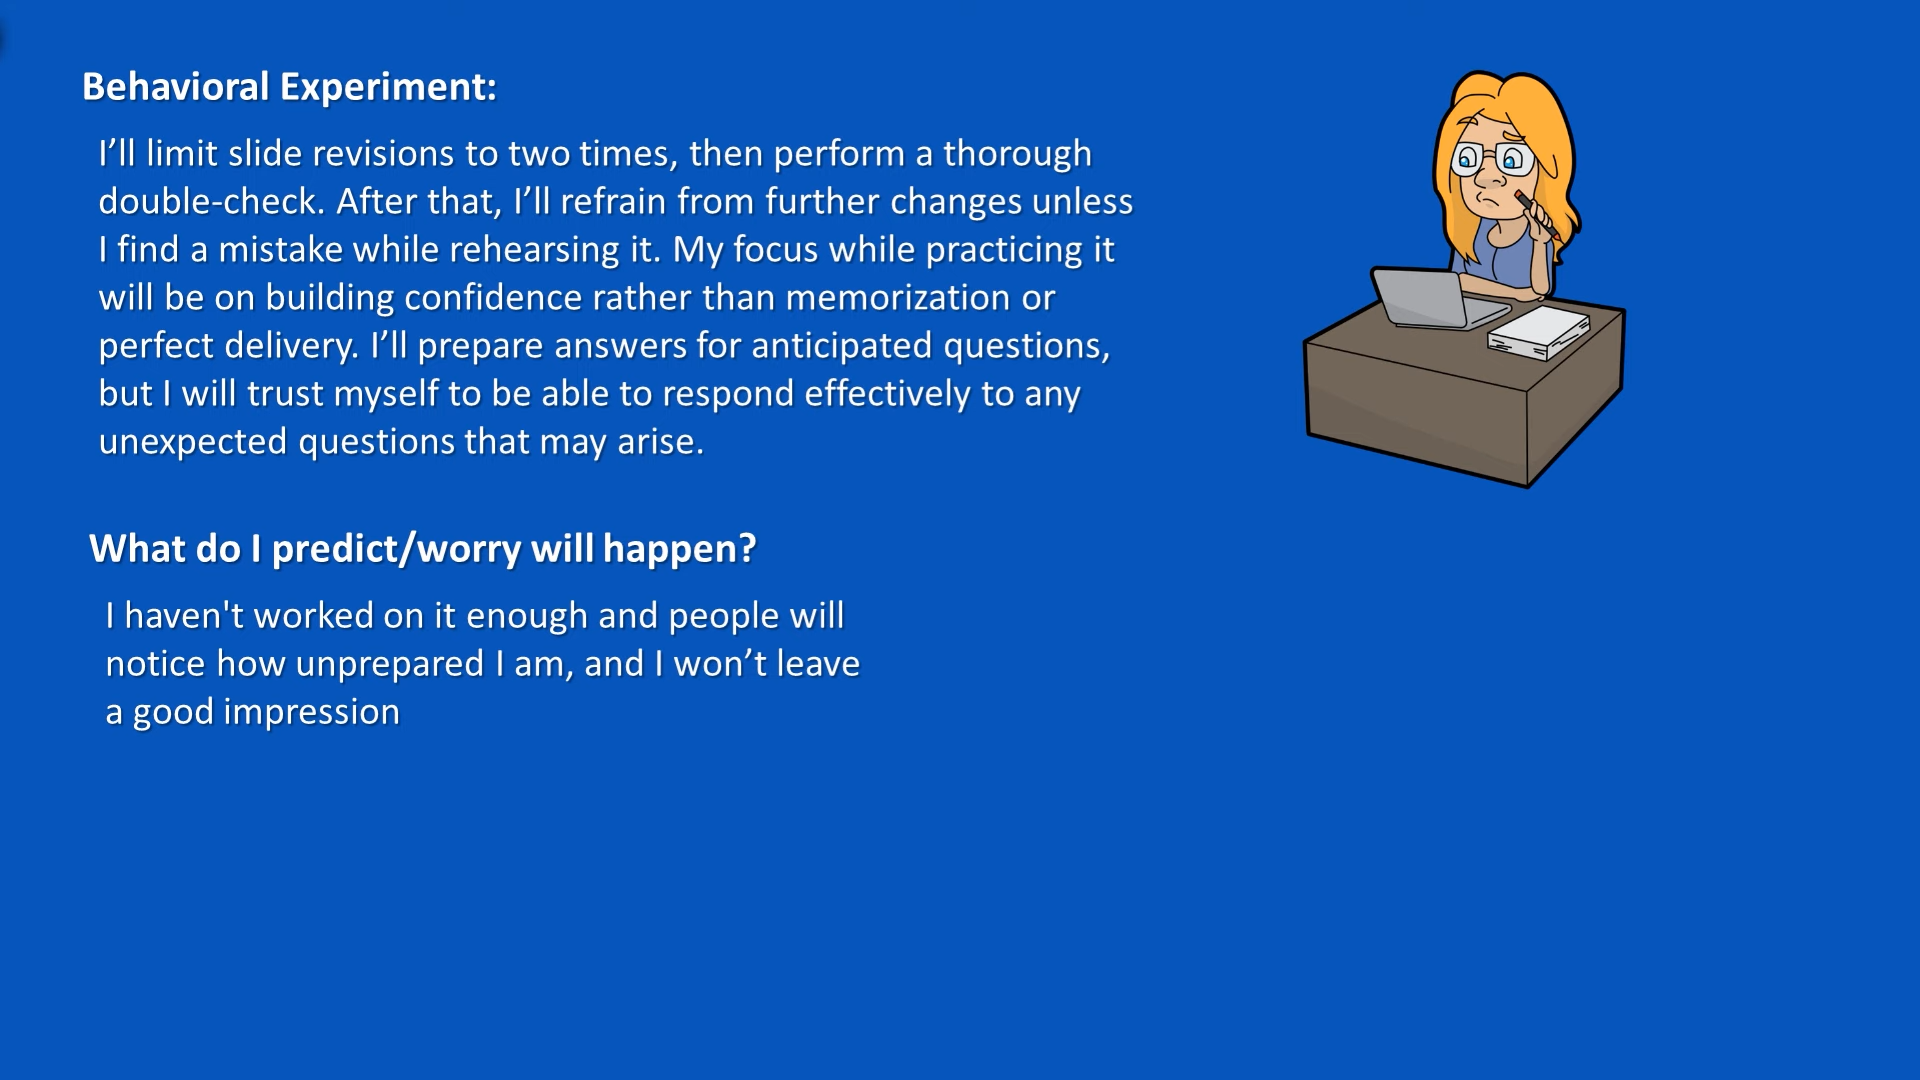 Behavioral Experiment:
I’ll limit slide revisions to two times, then perform a thorough
double-check. After that, I’ll refrain from further changes unless
I find a mistake while rehearsing it. My focus while practicing it
will be on building confidence rather than memorization or
perfect delivery. I’ll prepare answers for anticipated questions,
but I will trust myself to be able to respond effectively to any
unexpected questions that may arise.
What do I predict/worry will happen?
I haven't worked on it enough and people will
notice how unprepared I am, and I won’t leave
a good impression